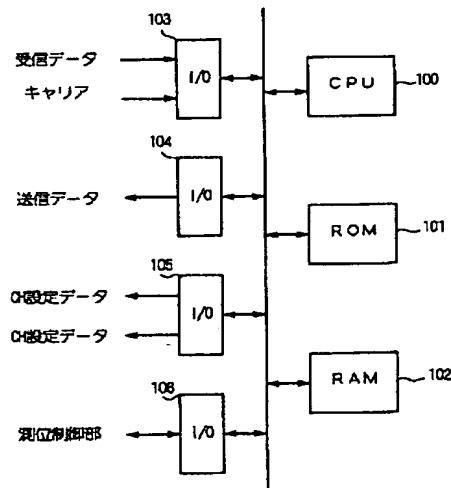 103
受信データ
I/O
キャリア
CPU
100
104
送信データ
I/O
ROM
101
105
CH設定データ
I/O
CH設定データ
RAM
102
106
測位制御部
I/O